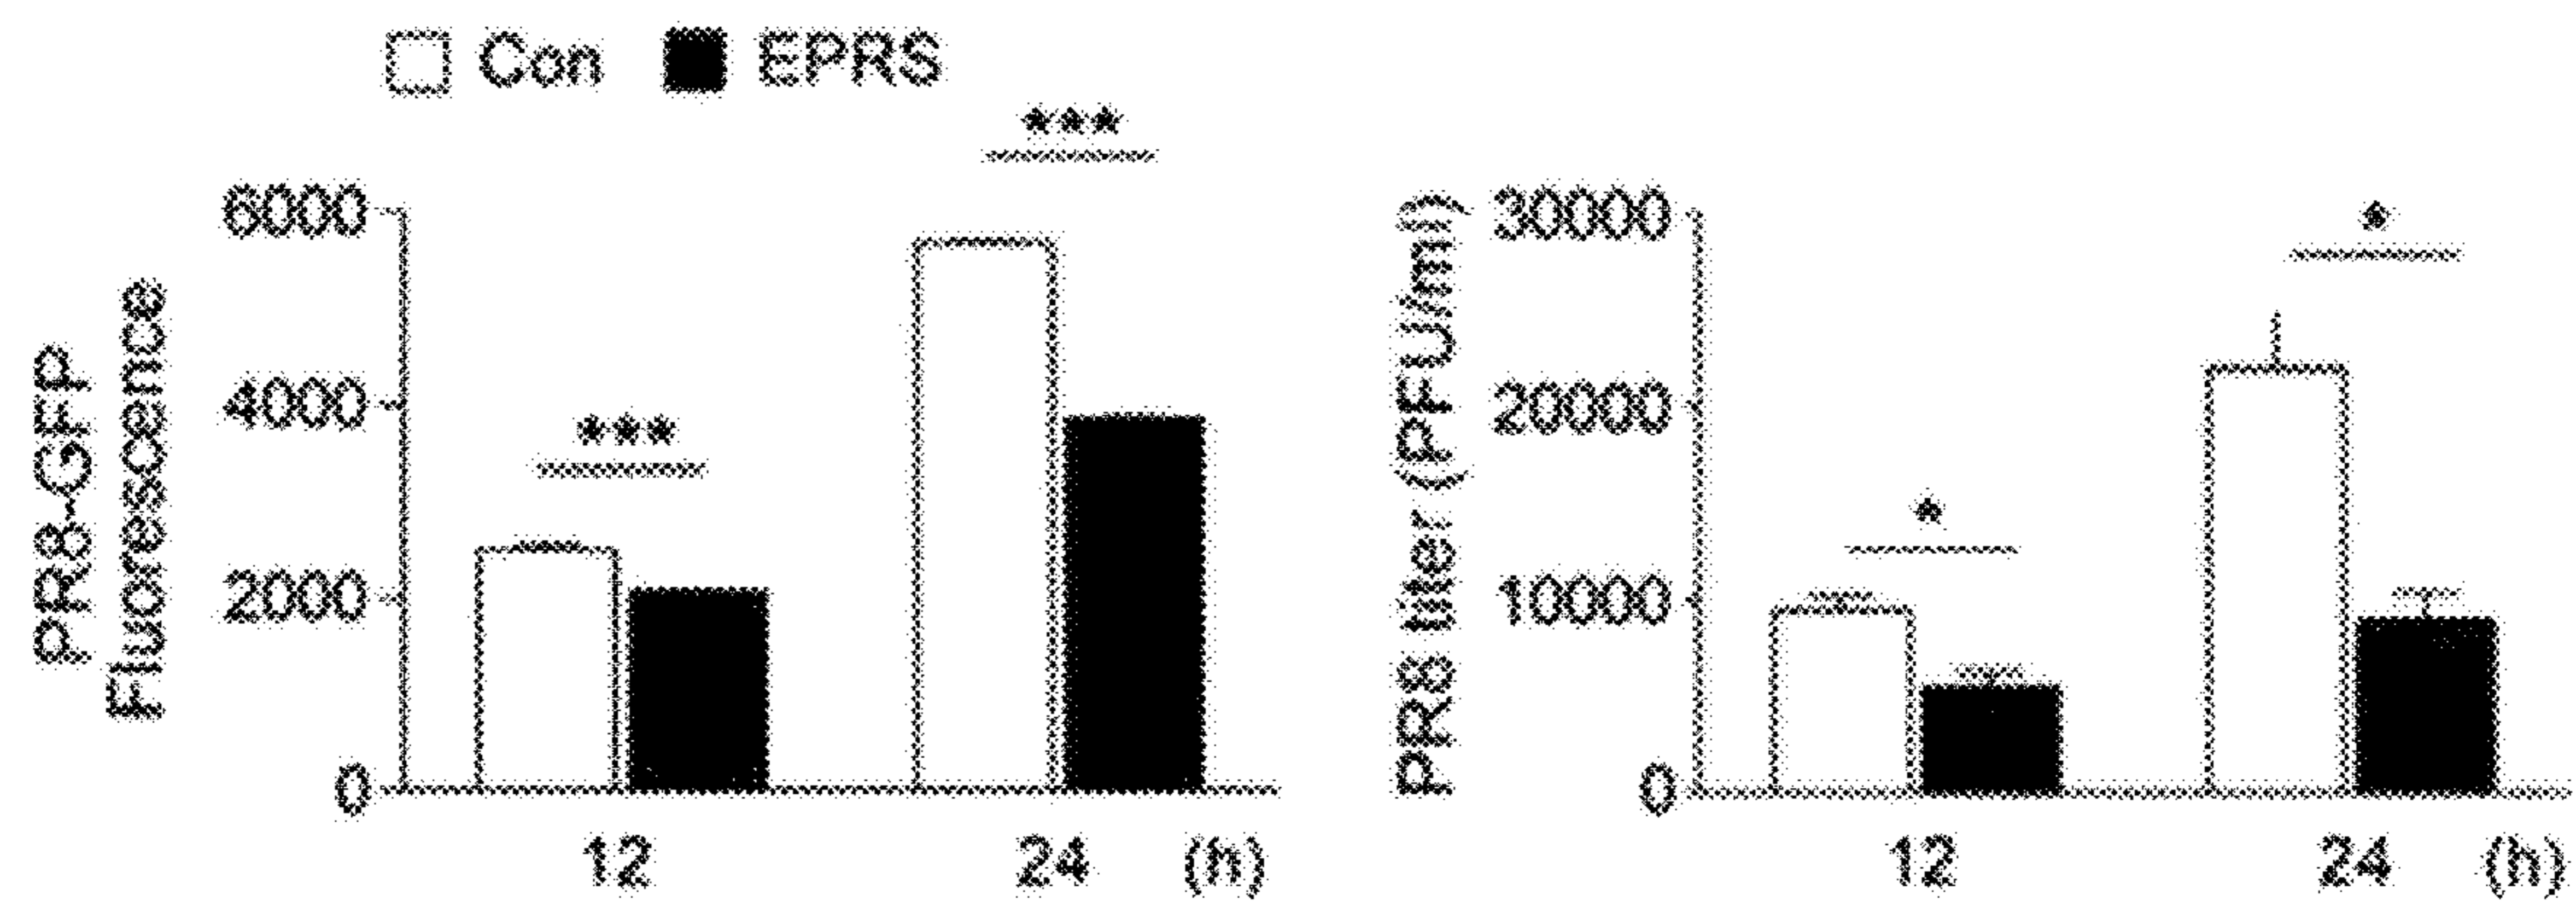 Con EPRS
***
6000
4000
2000
0
***
PR8-GFP
Fluorescence
12 24 (h)
30000
20000
10000
0
*
*
PR8 titer (PFU/ml)
12 24 (h)